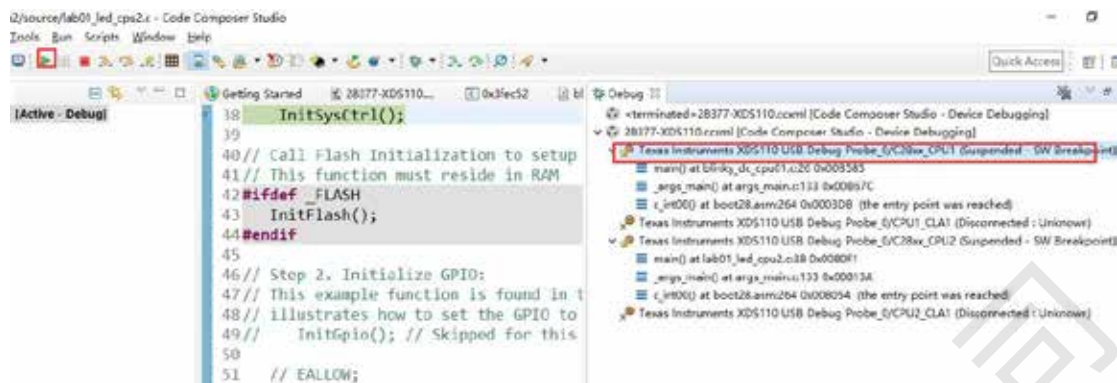 2/source/lab01_led_cpu2.c - Code Composer Studio
Tools Run Scripts Window Help
Quick Access
[Active - Debug]
Getting Started
28377-XDS110....
0x3fec52
38 InitSysCtrl();
39
40// Call Flash Initialization to setup
41// This function must reside in RAM
42#ifdef _FLASH
43 InitFlash();
44#endif
45
46// Step 2. Initialize GPIO:
47// This example function is found in t
48// illustrates how to set the GPIO to
49// InitGpio(); // Skipped for this
50
51 // EALLOW;
Debug
<terminated>28377-XDS110.ccxml [Code Composer Studio - Device Debugging]
28377-XDS110.ccxml [Code Composer Studio - Device Debugging]
Texas Instruments XDS110 USB Debug Probe_0/C28xx_CPU1 (Suspended - SW Breakpoint)
main() at blinky_dc_cpu01.c:26
_args_main() at args_main.c:133 0x00B67C
c_int00() at boot28.asm:264 0x0003DB (the entry point was reached)
Texas Instruments XDS110 USB Debug Probe_0/CPU1_CLA1 (Disconnected : Unknown)
Texas Instruments XDS110 USB Debug Probe_0/C28xx_CPU2 (Suspended - SW Breakpoint)
main() at lab01_led_cpu2.c:38 0x0080F1
_args_main() at args_main.c:133 0x00013A
c_int00() at boot28.asm:264 0x008054 (the entry point was reached)
Texas Instruments XDS110 USB Debug Probe_0/CPU2_CLA1 (Disconnected : Unknown)